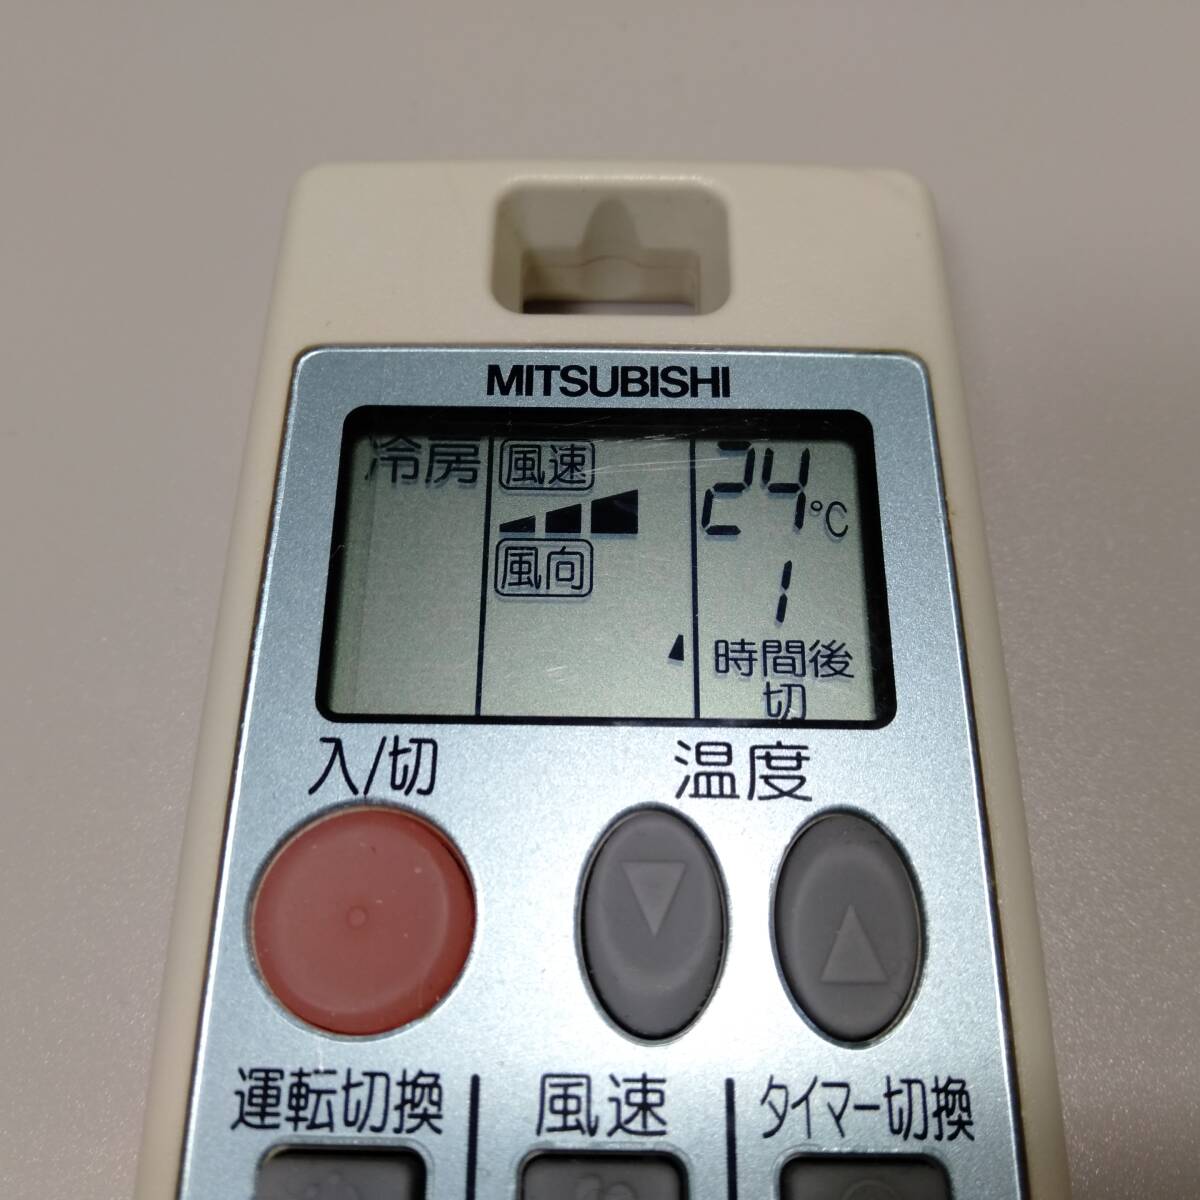 MITSUBISHI
冷房 風速 24℃
風向 1
時間後
切
入/切 温度
運転切換 風速 タイマー切換